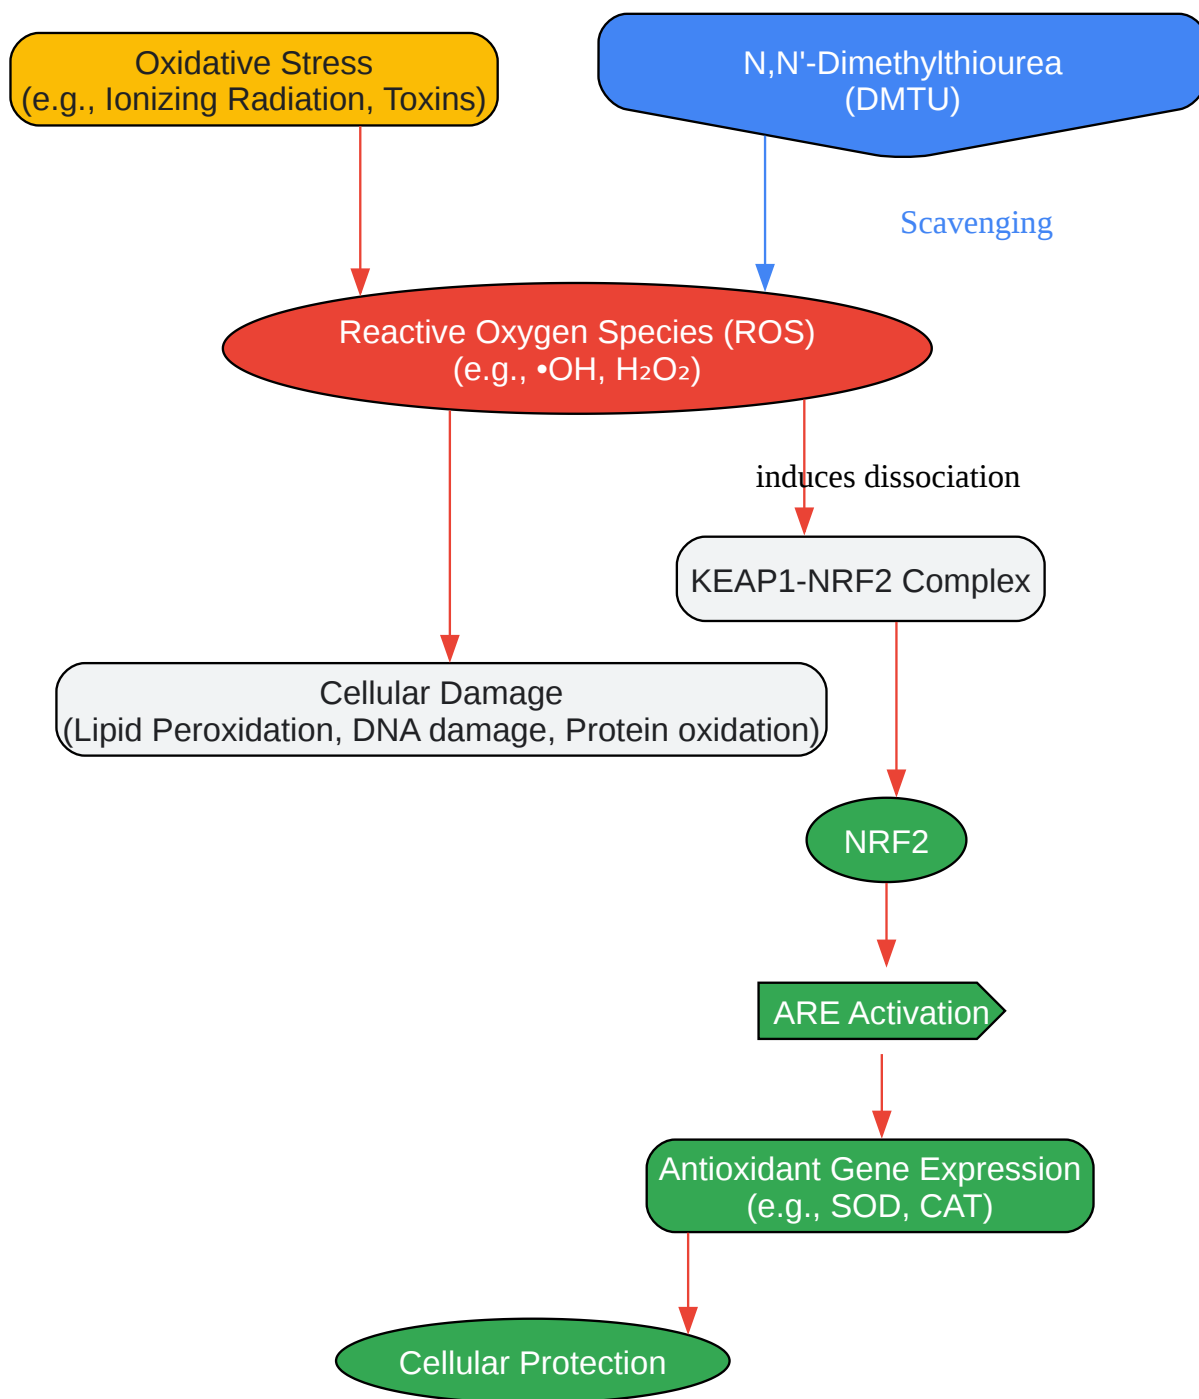 Oxidative Stress
(e.g., Ionizing Radiation, Toxins)
N,N'-Dimethylthiourea
(DMTU)
Scavenging
Reactive Oxygen Species (ROS)
(e.g., •OH, H₂O₂)
induces dissociation
KEAP1-NRF2 Complex
Cellular Damage
(Lipid Peroxidation, DNA damage, Protein oxidation)
NRF2
ARE Activation
Antioxidant Gene Expression
(e.g., SOD, CAT)
Cellular Protection